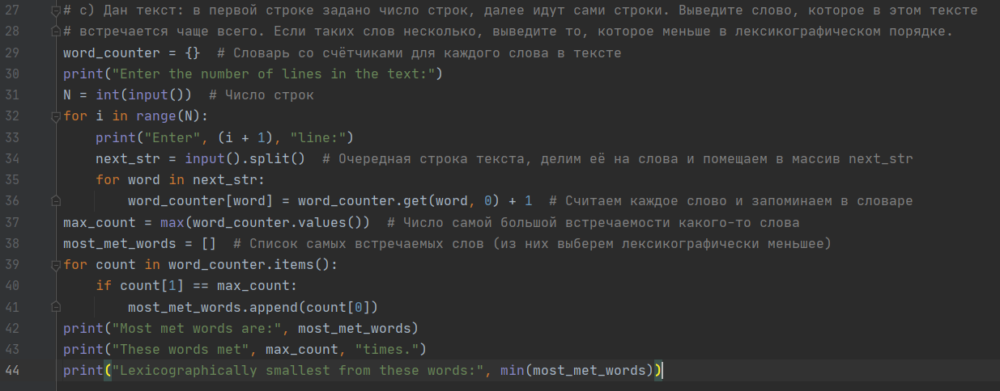 27 # c) Дан текст: в первой строке задано число строк, далее идут сами строки. Выведите слово, которое в этом тексте
28 # встречается чаще всего. Если таких слов несколько, выведите то, которое меньше в лексикографическом порядке.
29 word_counter = {}  # Словарь со счётчиками для каждого слова в тексте
30 print("Enter the number of lines in the text:")
31 N = int(input())  # Число строк
32 for i in range(N):
33     print("Enter", (i + 1), "line:")
34     next_str = input().split()  # Очередная строка текста, делим её на слова и помещаем в массив next_str
35     for word in next_str:
36         word_counter[word] = word_counter.get(word, 0) + 1  # Считаем каждое слово и запоминаем в словаре
37 max_count = max(word_counter.values())  # Число самой большой встречаемости какого-то слова
38 most_met_words = []  # Список самых встречаемых слов (из них выберем лексикографически меньшее)
39 for count in word_counter.items():
40     if count[1] == max_count:
41         most_met_words.append(count[0])
42 print("Most met words are:", most_met_words)
43 print("These words met", max_count, "times.")
44 print("Lexicographically smallest from these words:", min(most_met_words))